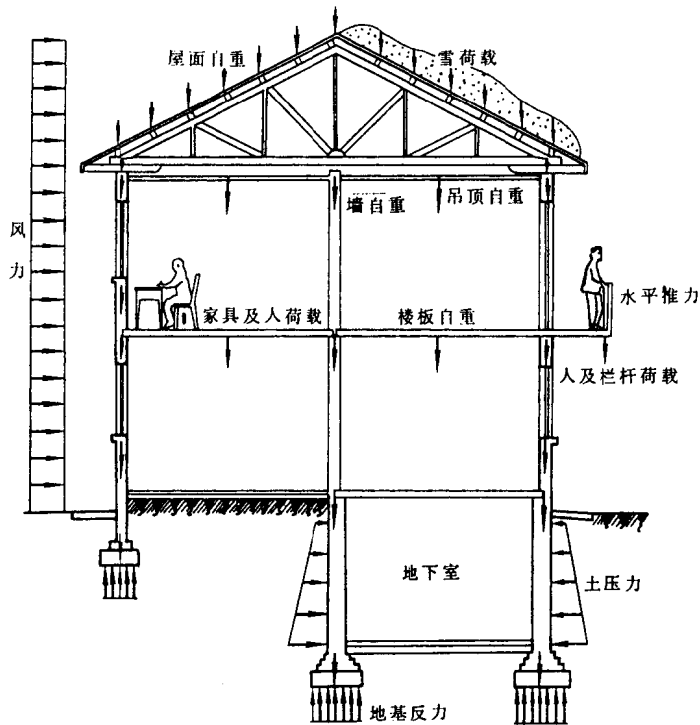 屋面自重
雪荷载
墙自重
吊顶自重
风力
水平推力
家具及人荷载
楼板自重
人及栏杆荷载
地下室
土压力
地基反力